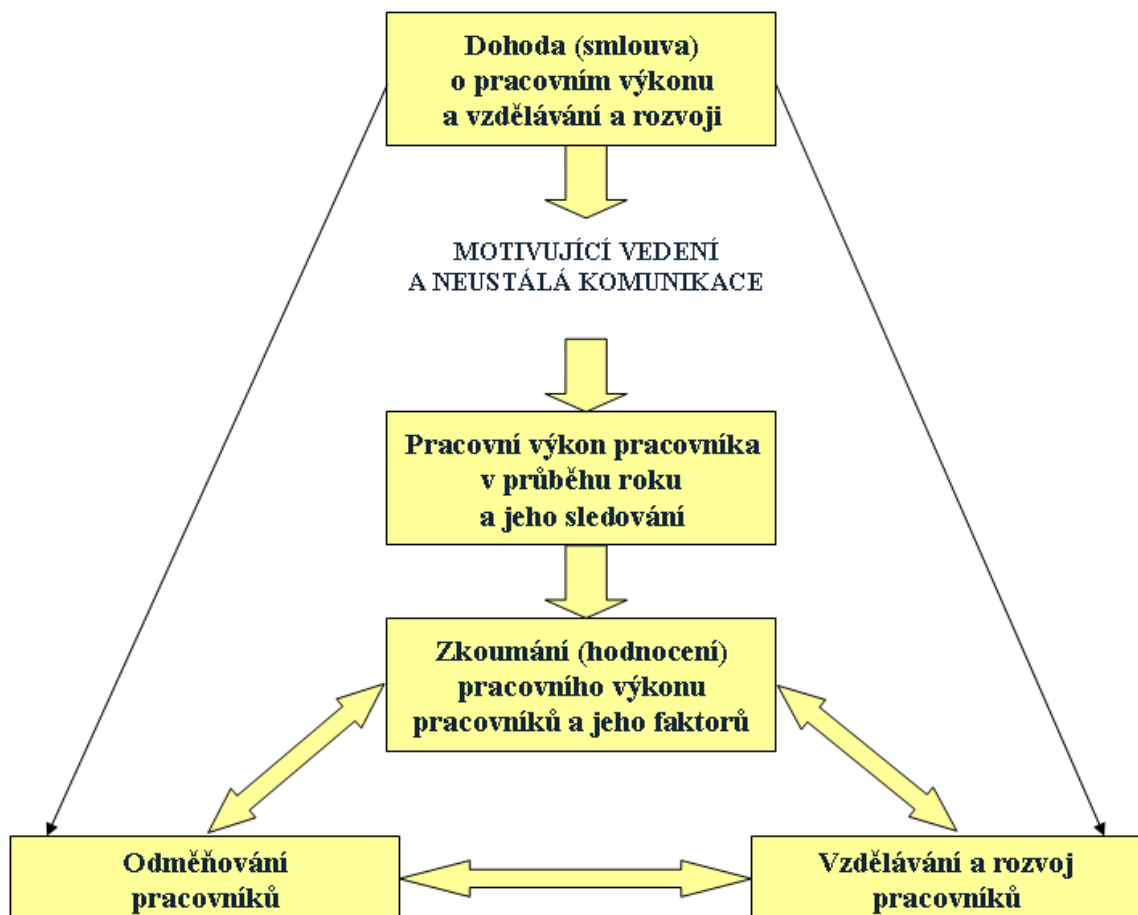 Dohoda (smlouva)
o pracovním výkonu
a vzdělávání a rozvoji
MOTIVUJÍCÍ VEDENÍ
A NEUSTÁLÁ KOMUNIKACE
Pracovní výkon pracovníka
v průběhu roku
a jeho sledování
Zkoumání (hodnocení)
pracovního výkonu
pracovníků a jeho faktorů
Odměňování
pracovníků
Vzdělávání a rozvoj
pracovníků